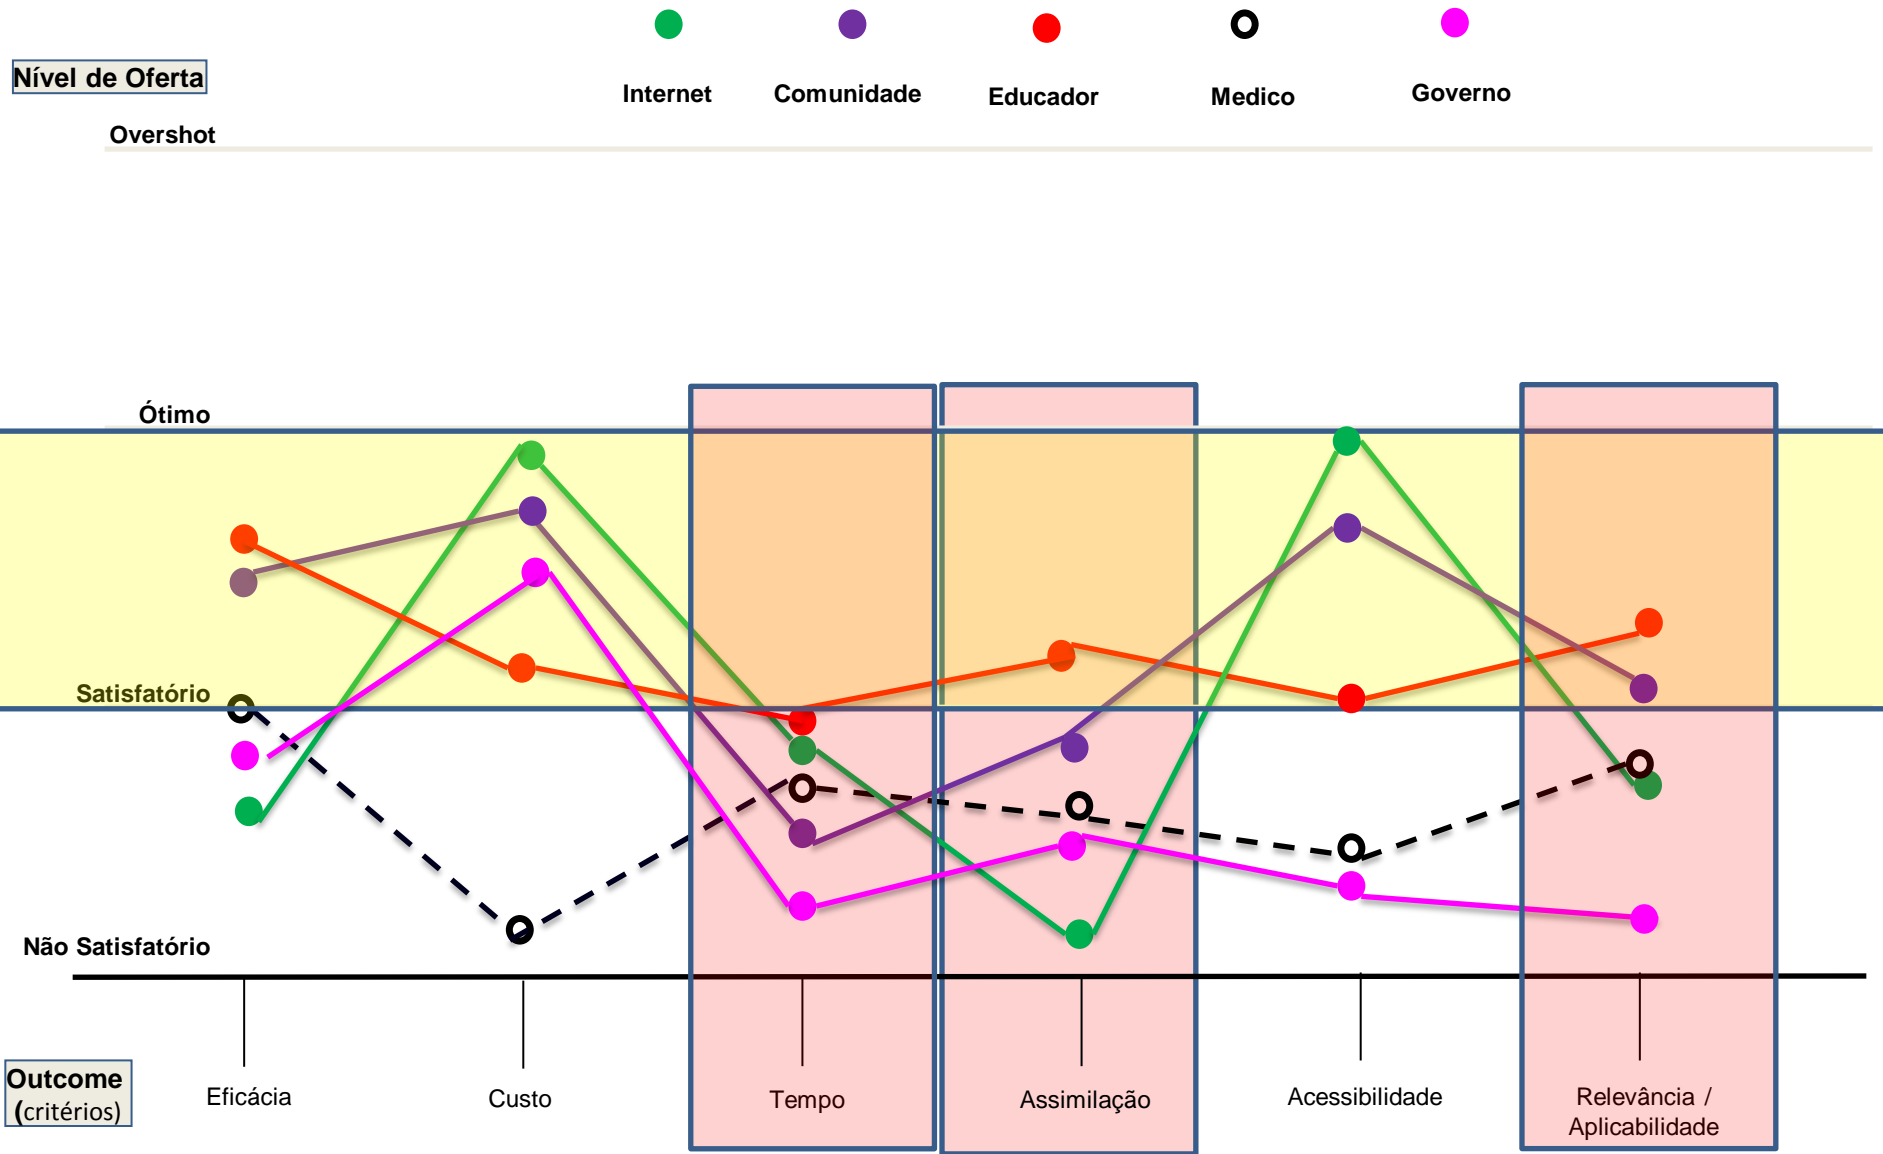 Nível de Oferta
Internet
Comunidade
Educador
Medico
Governo
Overshot
Ótimo
Satisfatório
Não Satisfatório
Outcome
(critérios)
Eficácia
Custo
Tempo
Assimilação
Acessibilidade
Relevância /
Aplicabilidade